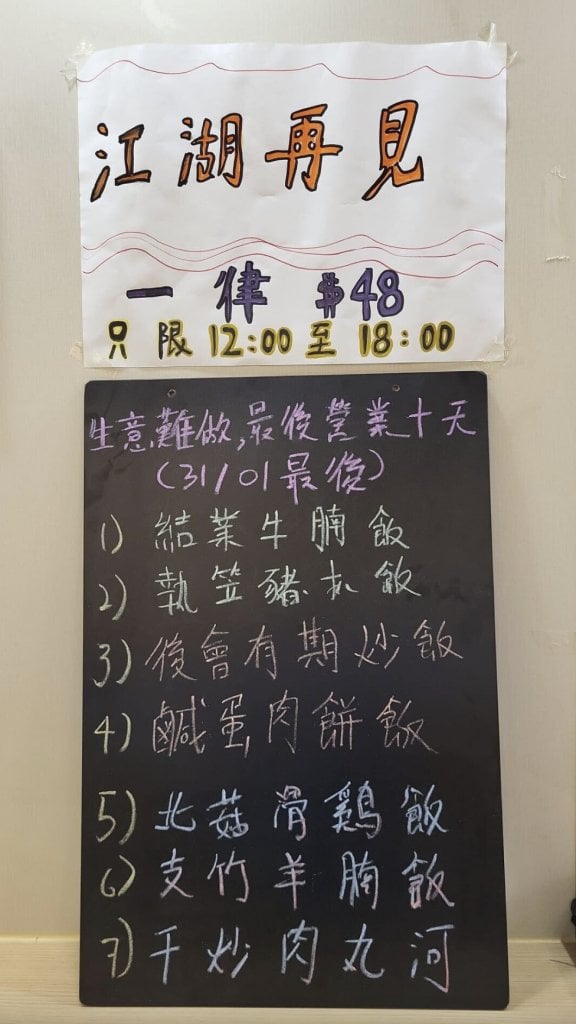 江湖再見
一律 $48
只限 12:00 至 18:00
生意難做,最後營業十天
(31/01最後)
1) 結業牛腩飯
2) 執笠豬扒飯
3) 後會有期炒飯
4) 鹹蛋肉餅飯
5) 北菇滑鷄飯
6) 支竹羊腩飯
7) 干炒肉丸河